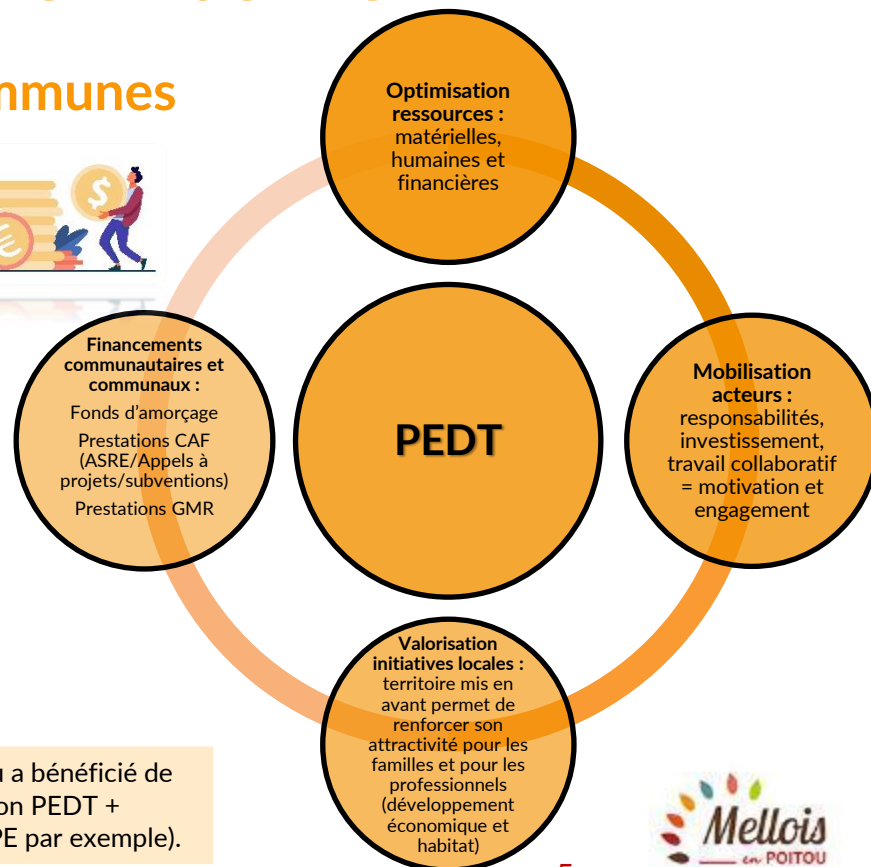 mmunes
Optimisation
ressources :
matérielles,
humaines et
financières
Financements
communautaires et
communaux :
Fonds d'amorçage
Prestations CAF
(ASRE/Appels à
projets/subventions)
Prestations GMR
PEDT
Mobilisation
acteurs :
responsabilités,
investissement,
travail collaboratif
= motivation et
engagement
Valorisation
initiatives locales :
territoire mis en
avant permet de
renforcer son
attractivité pour les
familles et pour les
professionnels
(développement
économique et
habitat)
u a bénéficié de
on PEDT +
PE par exemple).
Mellois
en POITOU